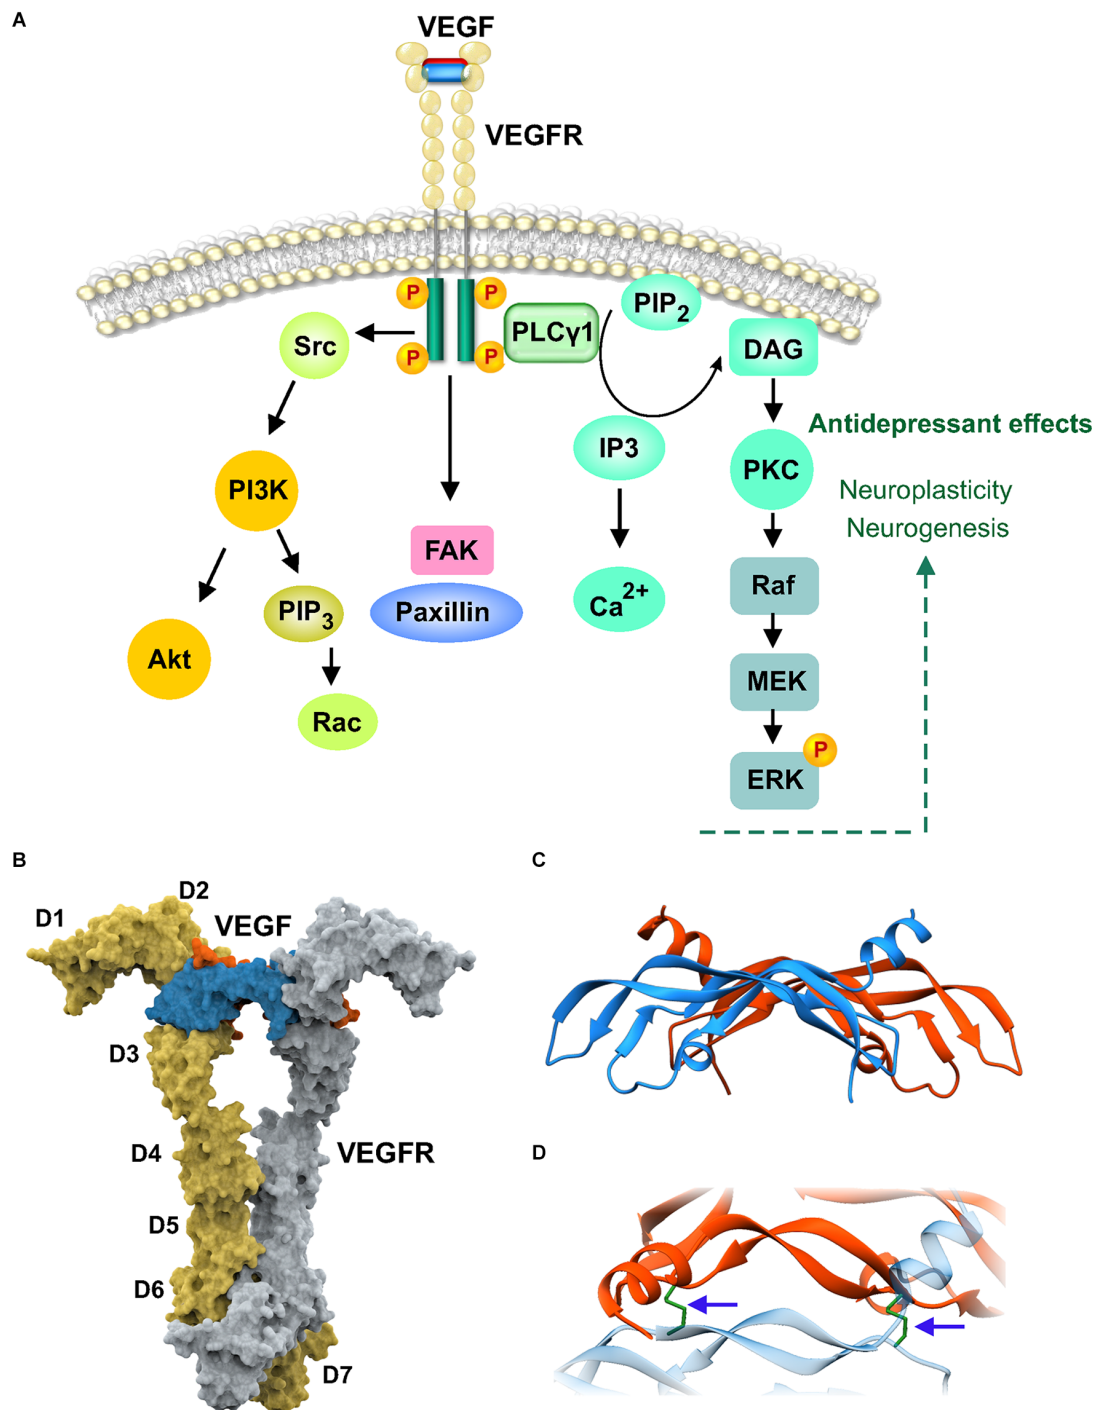 A
VEGF
VEGFR
P P
PIP2
PLCγ1
Src
P P
DAG
Antidepressant effects
IP3
PKC
PI3K
Neuroplasticity
Neurogenesis
FAK
Raf
Ca2+
PIP3
Paxillin
Akt
MEK
Rac
P
ERK
B
C
D2
D1
VEGF
D3
D4
VEGFR
D
D5
D6
D7